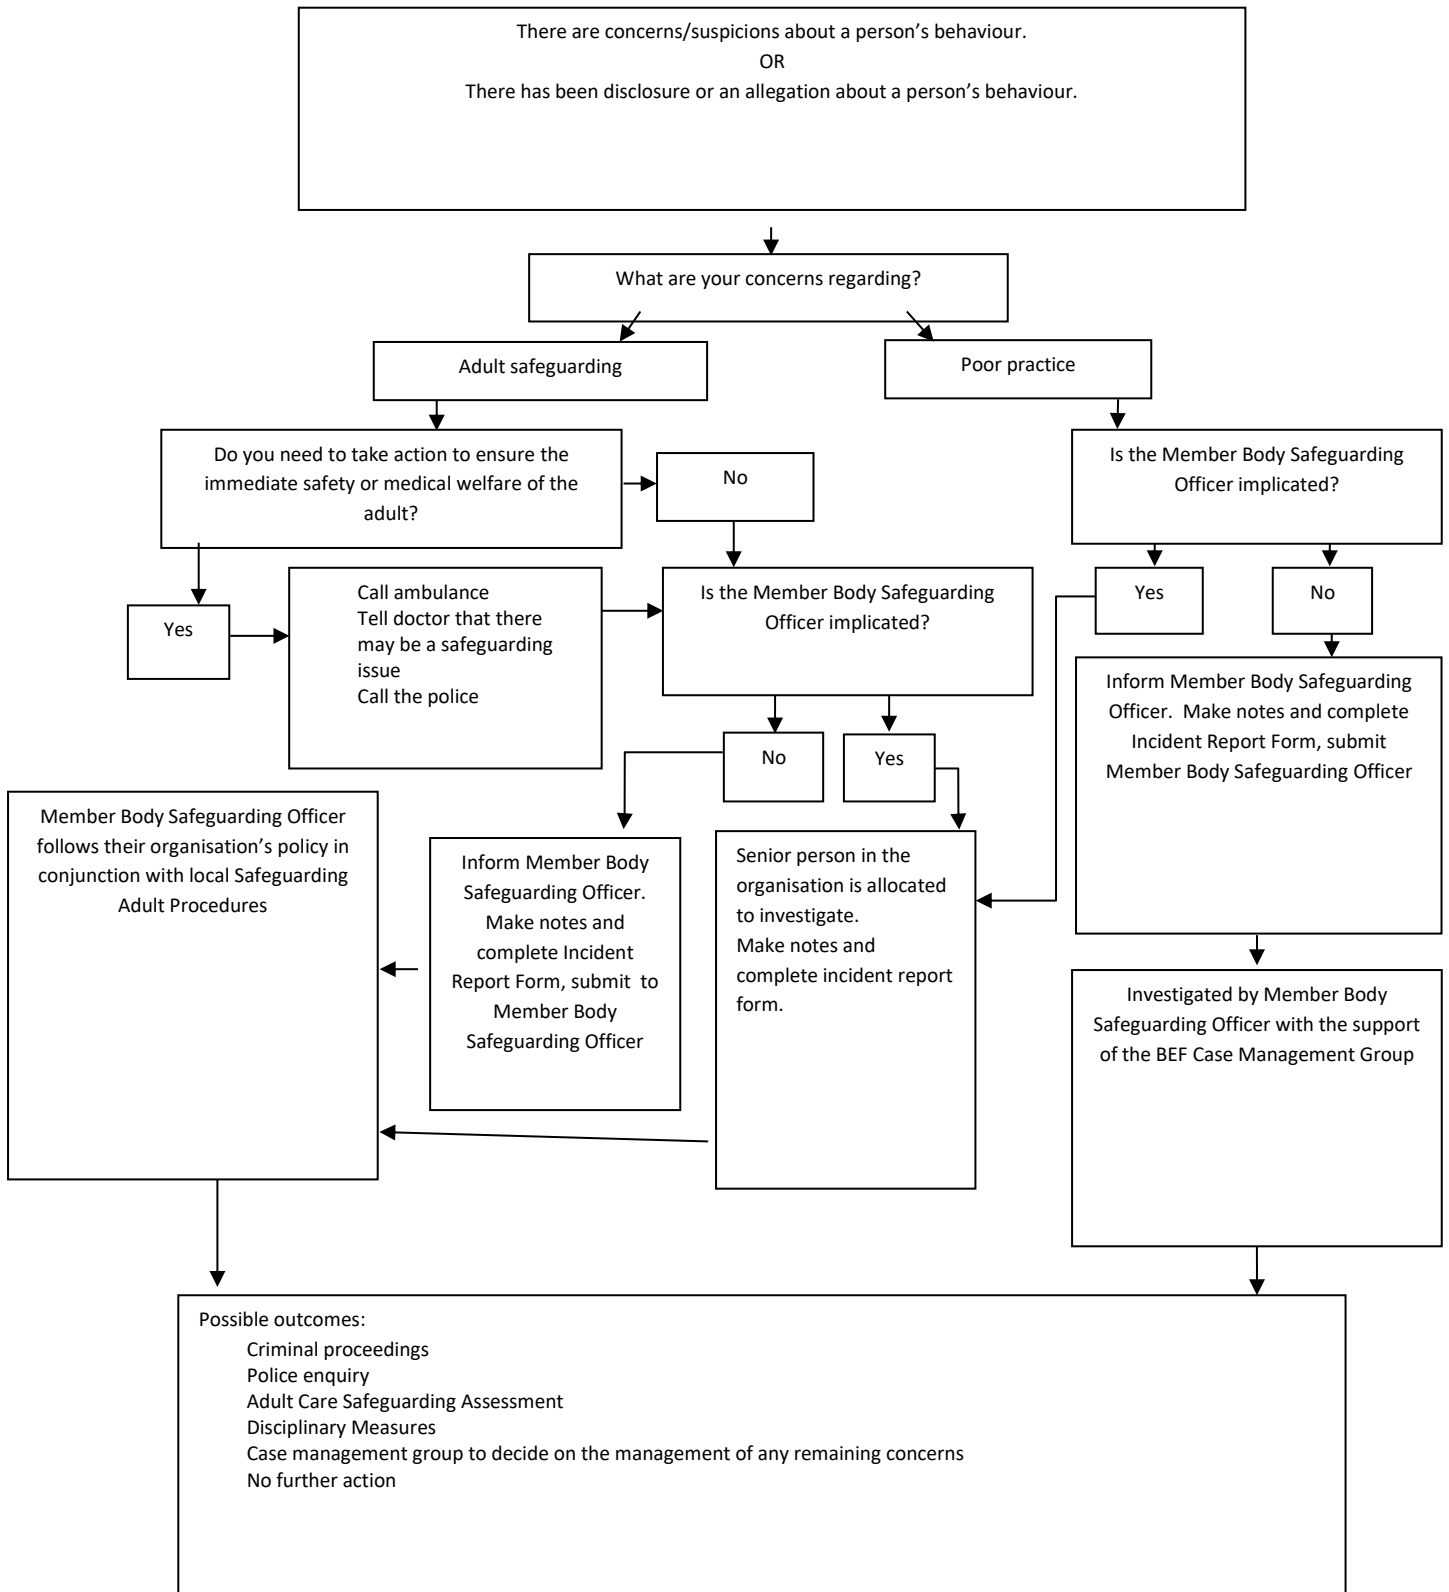 There are concerns/suspicions about a person’s behaviour.
OR
There has been disclosure or an allegation about a person’s behaviour.
What are your concerns regarding?
Adult safeguarding
Poor practice
Do you need to take action to ensure the
immediate safety or medical welfare of the
adult?
No
Is the Member Body Safeguarding
Officer implicated?
Yes
Call ambulance
Tell doctor that there
may be a safeguarding
issue
Call the police
Is the Member Body Safeguarding
Officer implicated?
Yes
No
No
Yes
Inform Member Body Safeguarding
Officer.  Make notes and complete
Incident Report Form, submit
Member Body Safeguarding Officer
Member Body Safeguarding Officer
follows their organisation’s policy in
conjunction with local Safeguarding
Adult Procedures
Inform Member Body
Safeguarding Officer.
Make notes and
complete Incident
Report Form, submit  to
Member Body
Safeguarding Officer
Senior person in the
organisation is allocated
to investigate.
Make notes and
complete incident report
form.
Investigated by Member Body
Safeguarding Officer with the support
of the BEF Case Management Group
Possible outcomes:
Criminal proceedings
Police enquiry
Adult Care Safeguarding Assessment
Disciplinary Measures
Case management group to decide on the management of any remaining concerns
No further action